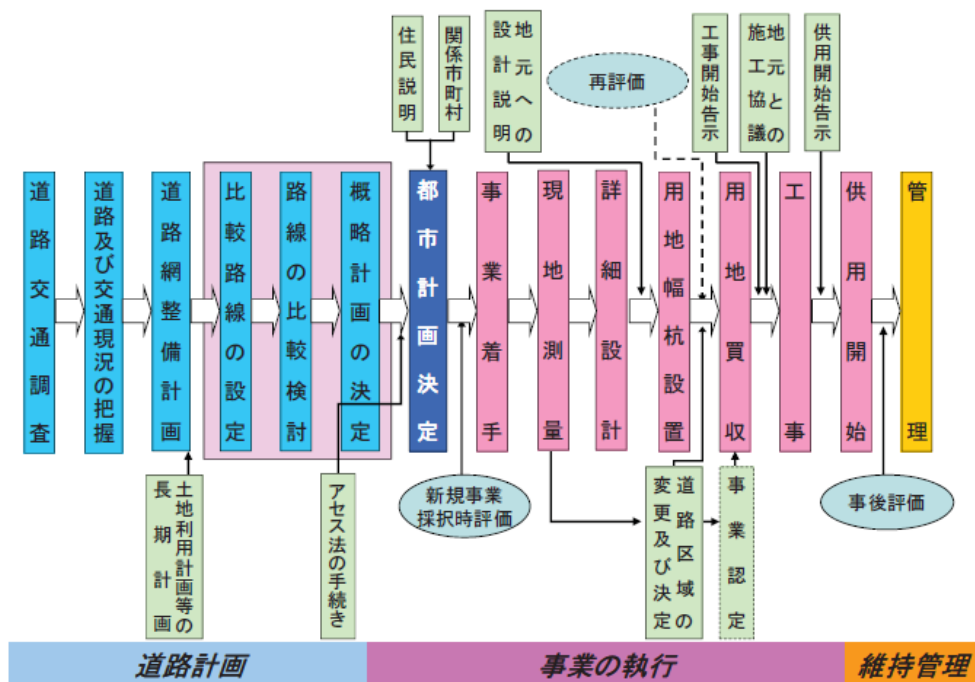 住民説明
関係市町村
地元への
設計説明
再評価
工事開始告示
地元との
施工協議
供用開始告示
道路交通調査
道路及び交通現況の把握
道路網整備計画
比較路線の設定
路線の比較検討
概略計画の決定
都市計画決定
事業着手
現地測量
詳細設計
用地幅杭設置
用地買収
工事
供用開始
管理
土地利用計画等の
長期計画
アセス法の手続き
新規事業
採択時評価
道路区域の
変更及び決定
事業認定
事後評価
道路計画
事業の執行
維持管理